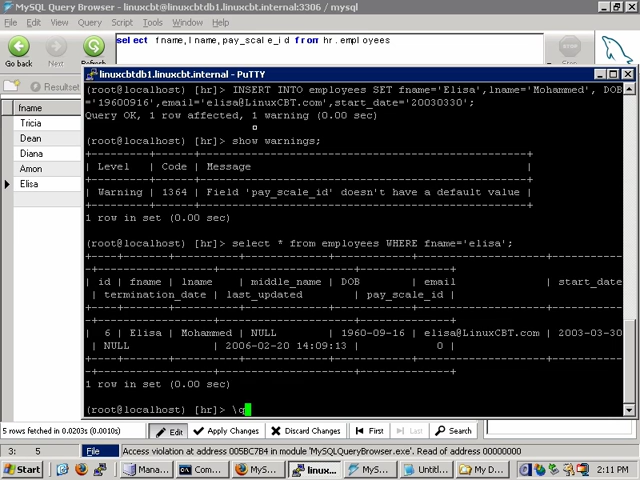 MySQL Query Browser - linuxcbtdb1.linuxcbt.internal:3306 / mysql
File Edit View Query Script Tools Window Help
Go back
Next
Refresh
select fname,lname,pay_scale_id from hr.employees
Stop
linuxcbtdb1.linuxcbt.internal - PuTTY
(root@localhost) [hr]> INSERT INTO employees SET fname='Elisa',lname='Mohammed', DOB
='19600916',email='elisa@LinuxCBT.com',start_date='20030330';
Query OK, 1 row affected, 1 warning (0.00 sec)
(root@localhost) [hr]> show warnings;
| Level | Code | Message |
| Warning | 1364 | Field 'pay_scale_id' doesn't have a default value |
1 row in set (0.00 sec)
(root@localhost) [hr]> select * from employees WHERE fname='elisa';
| id | fname | lname | middle_name | DOB | email | start_date
| termination_date | last_updated | pay_scale_id |
| 6 | Elisa | Mohammed | NULL | 1960-09-16 | elisa@LinuxCBT.com | 2003-03-30
| NULL | 2006-02-20 14:09:13 | 0 |
1 row in set (0.00 sec)
(root@localhost) [hr]> \q
Resultset
fname
Tricia
Dean
Diana
Amon
Elisa
5 rows fetched in 0.0203s (0.0010s)
Edit
Apply Changes
Discard Changes
First
Last
Search
3: 5
File
Access violation at address 005BC7B4 in module 'MySQLQueryBrowser.exe'. Read of address 00000000
Start
Mana...
Com...
MyS...
linux...
MyS...
Untitl...
My D...
2:11 PM